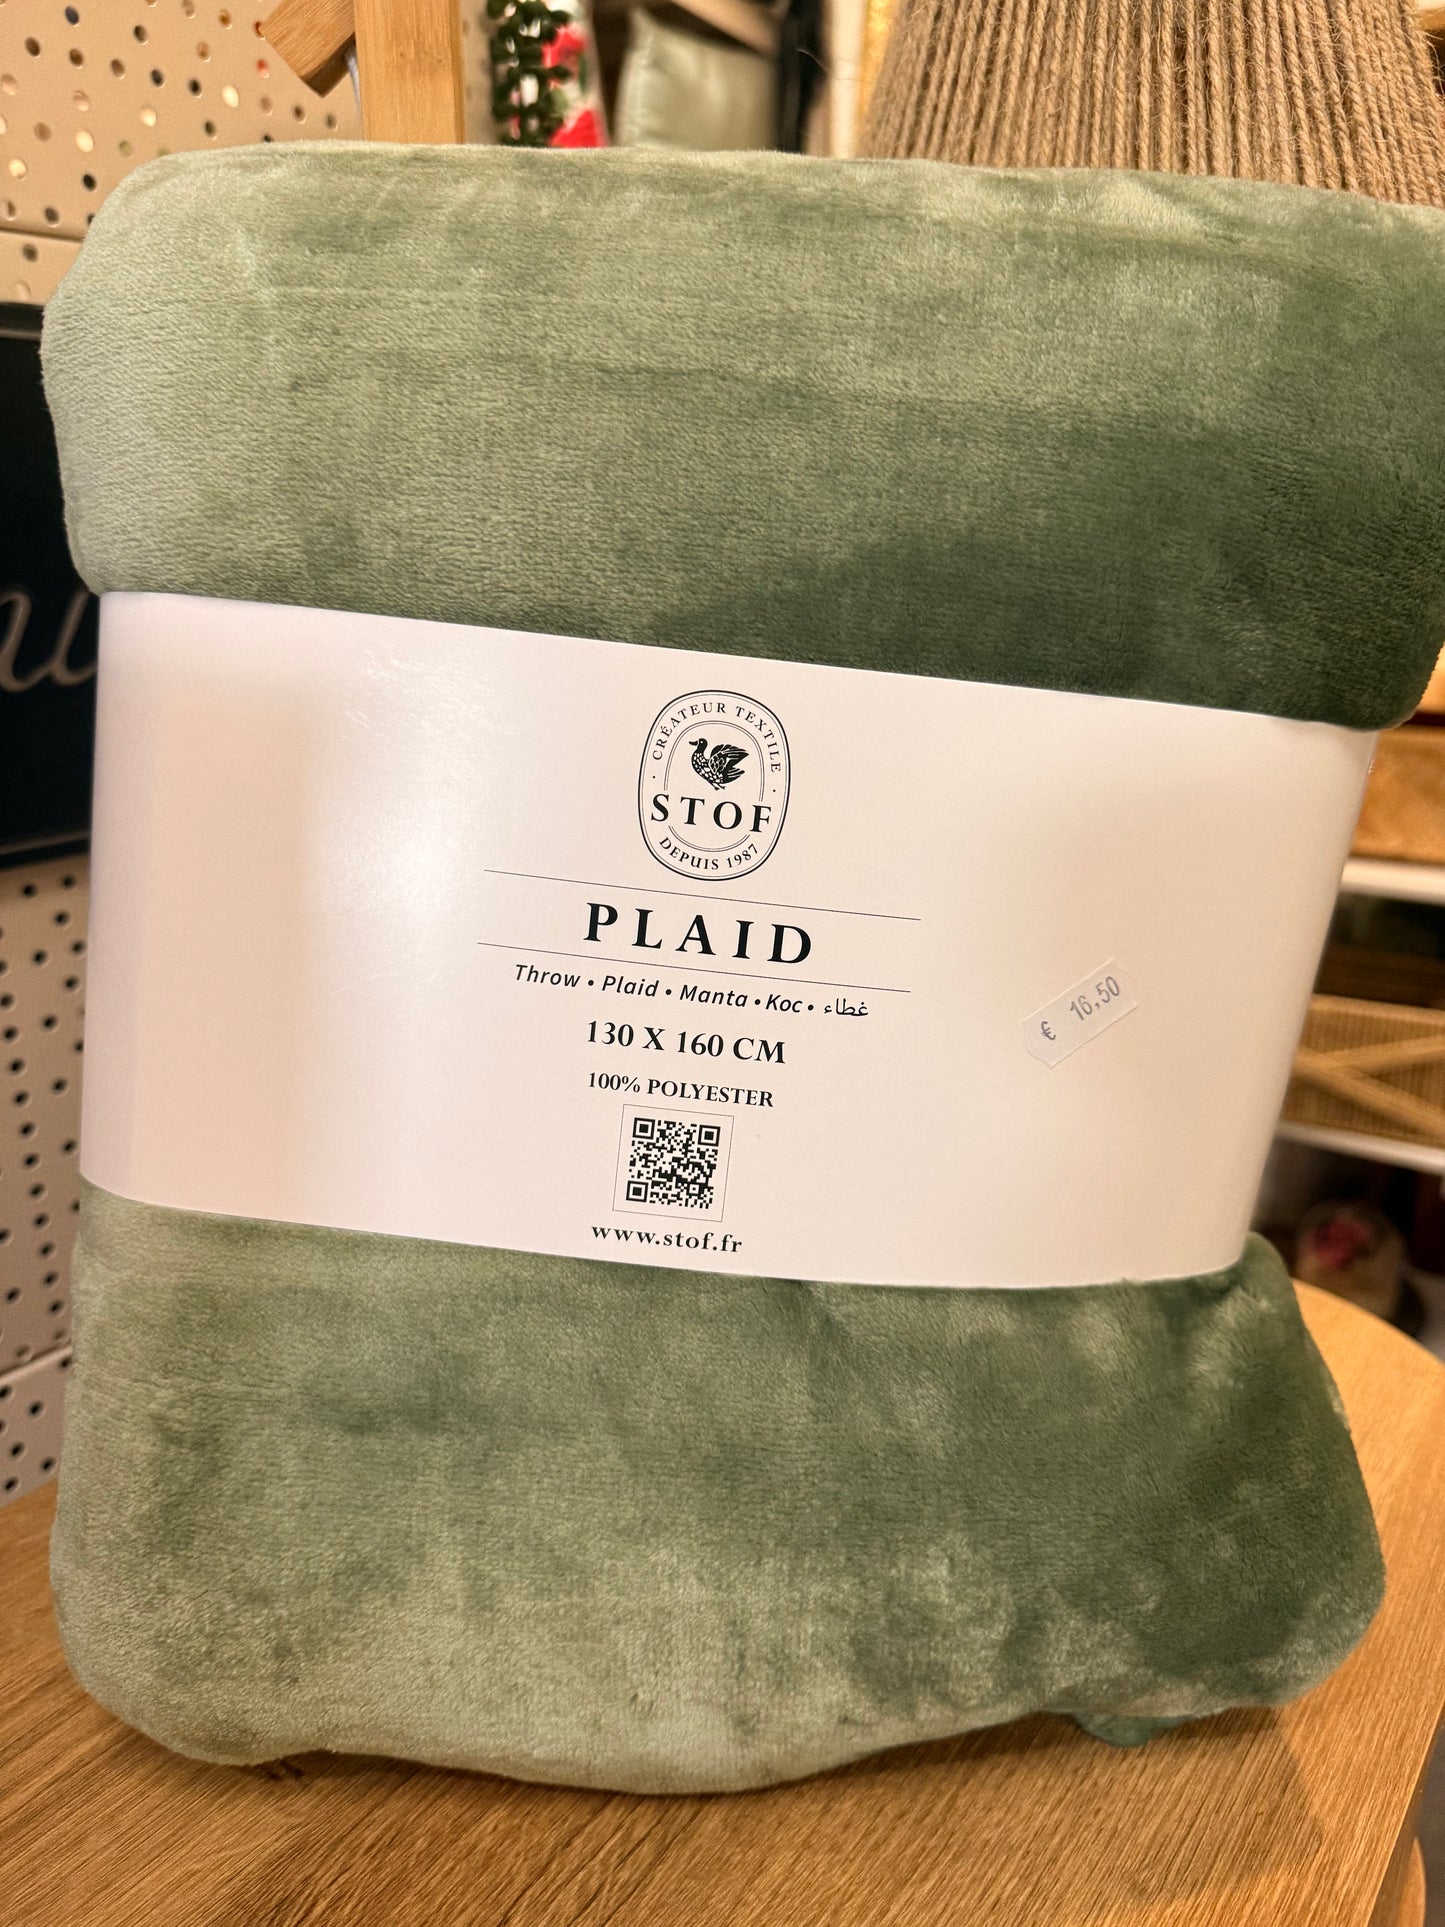 CRÉATEUR TEXTILE
STOF
DEPUIS 1987
PLAID
Throw • Plaid • Manta • Koc • غطاء
130 X 160 CM
100% POLYESTER
www.stof.fr
€ 16,50